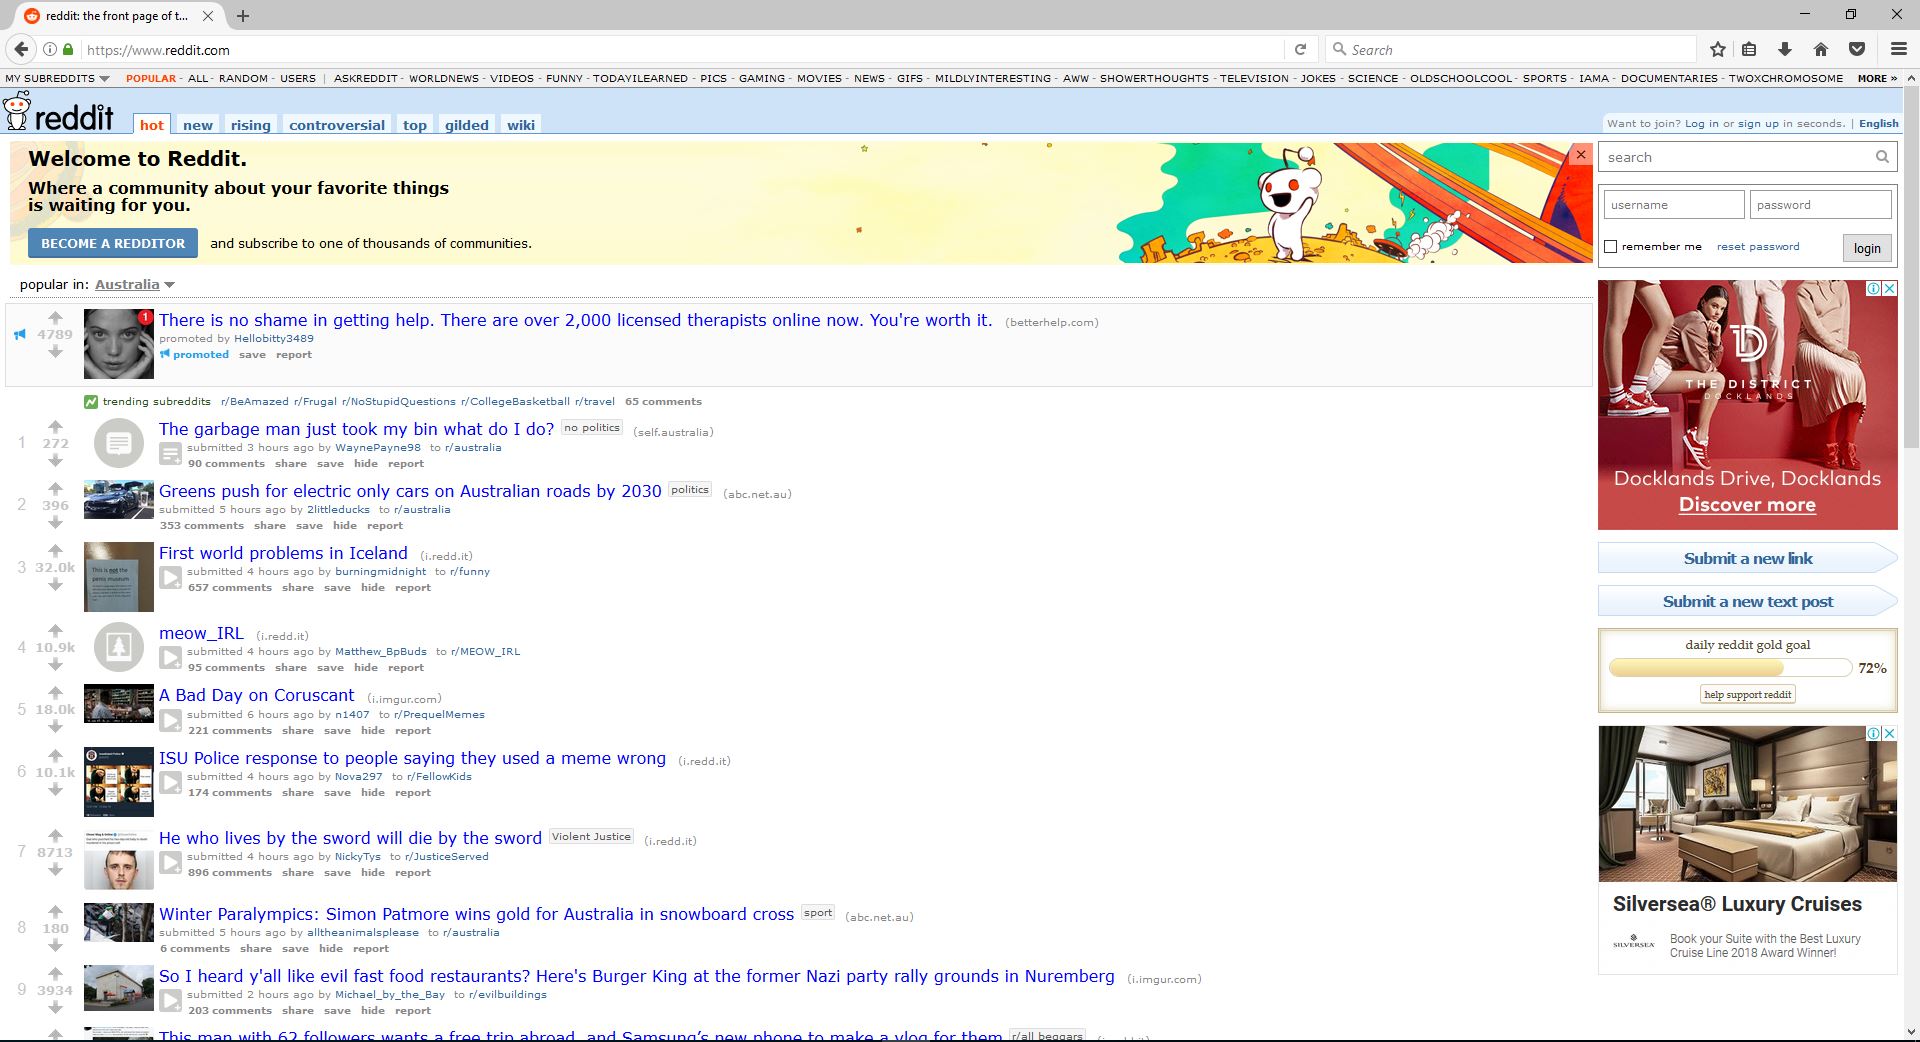 reddit: the front page of t...
https://www.reddit.com
Search
MY SUBREDDITS
POPULAR - ALL - RANDOM - USERS | ASKREDDIT - WORLDNEWS - VIDEOS - FUNNY - TODAYILEARNED - PICS - GAMING - MOVIES - NEWS - GIFS - MILDLYINTERESTING - AWW - SHOWERTHOUGHTS - TELEVISION - JOKES - SCIENCE - OLDSCHOOLCOOL - SPORTS - IAMA - DOCUMENTARIES - TWOXCHROMOSOME
MORE »
reddit
hot new rising controversial top gilded wiki
Want to join? Log in or sign up in seconds. | English
Welcome to Reddit.
Where a community about your favorite things
is waiting for you.
BECOME A REDDITOR and subscribe to one of thousands of communities.
popular in: Australia
4789
1
There is no shame in getting help. There are over 2,000 licensed therapists online now. You're worth it. (betterhelp.com)
promoted by Hellobitty3489
promoted save report
trending subreddits r/BeAmazed r/Frugal r/NoStupidQuestions r/CollegeBasketball r/travel 65 comments
1 272
The garbage man just took my bin what do I do? no politics (self.australia)
submitted 3 hours ago by WaynePayne98 to r/australia
90 comments share save hide report
2 396
Greens push for electric only cars on Australian roads by 2030 politics (abc.net.au)
submitted 5 hours ago by 2littleducks to r/australia
353 comments share save hide report
3 32.0k
This is not the
penis museum
First world problems in Iceland (i.redd.it)
submitted 4 hours ago by burningmidnight to r/funny
657 comments share save hide report
4 10.9k
meow_IRL (i.redd.it)
submitted 4 hours ago by Matthew_BpBuds to r/MEOW_IRL
95 comments share save hide report
5 18.0k
A Bad Day on Coruscant (i.imgur.com)
submitted 6 hours ago by n1407 to r/PrequelMemes
221 comments share save hide report
6 10.1k
ISU Police response to people saying they used a meme wrong (i.redd.it)
submitted 4 hours ago by Nova297 to r/FellowKids
174 comments share save hide report
7 8713
He who lives by the sword will die by the sword Violent Justice (i.redd.it)
submitted 4 hours ago by NickyTys to r/JusticeServed
896 comments share save hide report
8 180
Winter Paralympics: Simon Patmore wins gold for Australia in snowboard cross sport (abc.net.au)
submitted 5 hours ago by alltheanimalsplease to r/australia
6 comments share save hide report
9 3934
So I heard y'all like evil fast food restaurants? Here's Burger King at the former Nazi party rally grounds in Nuremberg (i.imgur.com)
submitted 2 hours ago by Michael_by_the_Bay to r/evilbuildings
203 comments share save hide report
This man with 62 followers wants a free trip abroad, and Samsung's new phone to make a vlog for them r/all beggars
search
username
password
remember me reset password login
D
THE DISTRICT
DOCKLANDS
Docklands Drive, Docklands
Discover more
Submit a new link
Submit a new text post
daily reddit gold goal
72%
help support reddit
Silversea® Luxury Cruises
SILVERSEA
Book your Suite with the Best Luxury
Cruise Line 2018 Award Winner!